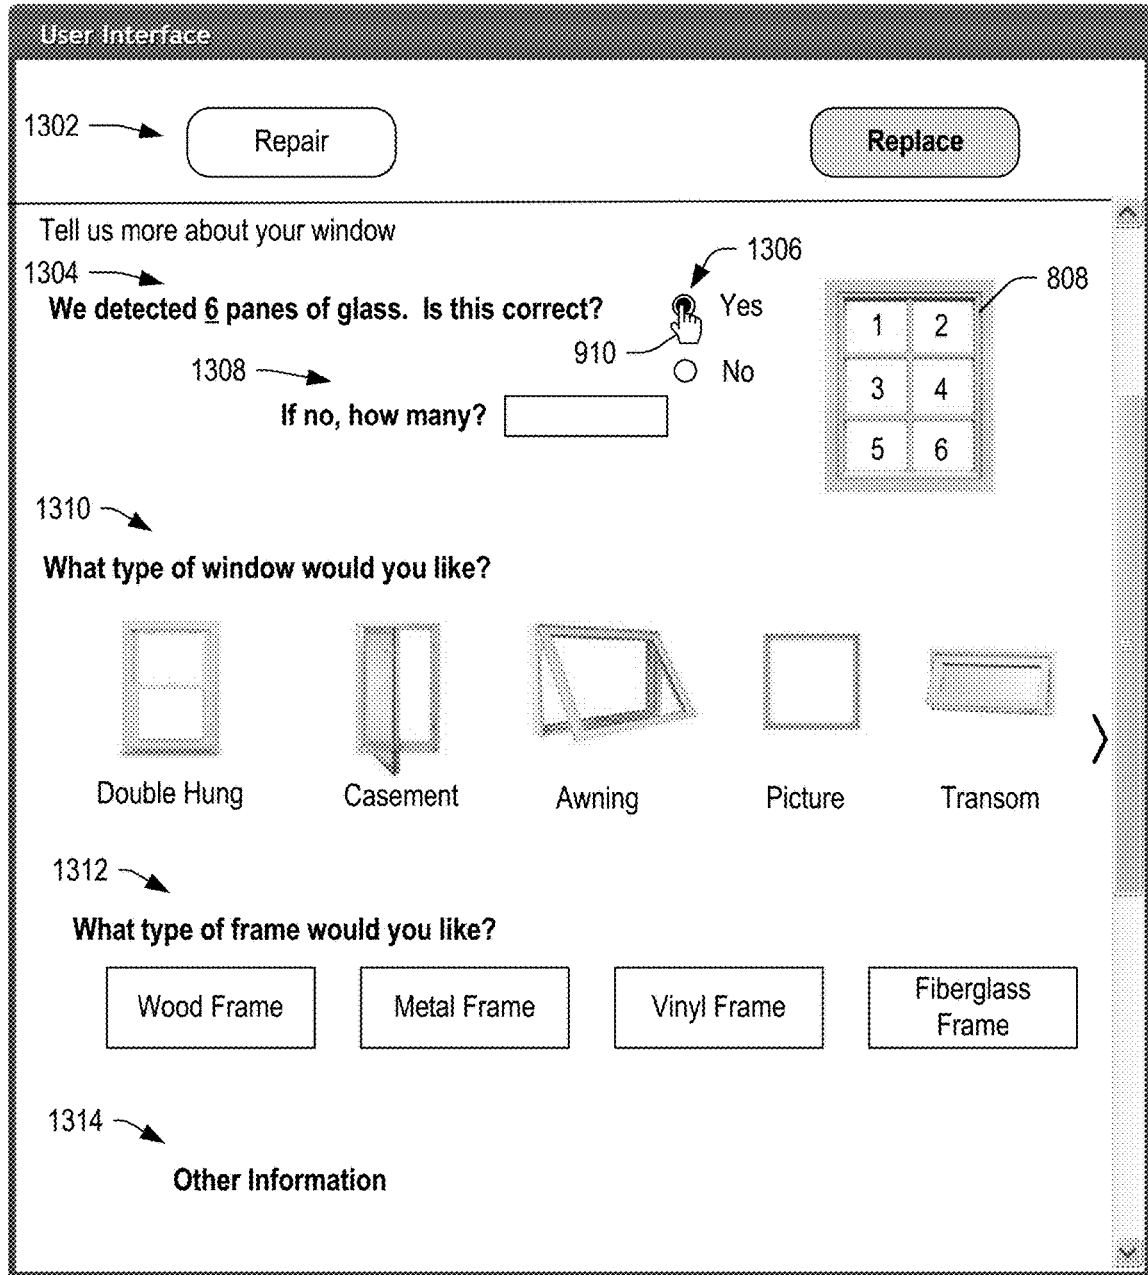 User Interface
1302
Repair
Replace
Tell us more about your window
1304
1306
808
We detected 6 panes of glass. Is this correct?
Yes
910
No
1308
If no, how many?
1 2
3 4
5 6
1310
What type of window would you like?
Double Hung Casement Awning Picture Transom
1312
What type of frame would you like?
Wood Frame Metal Frame Vinyl Frame Fiberglass
Frame
1314
Other Information